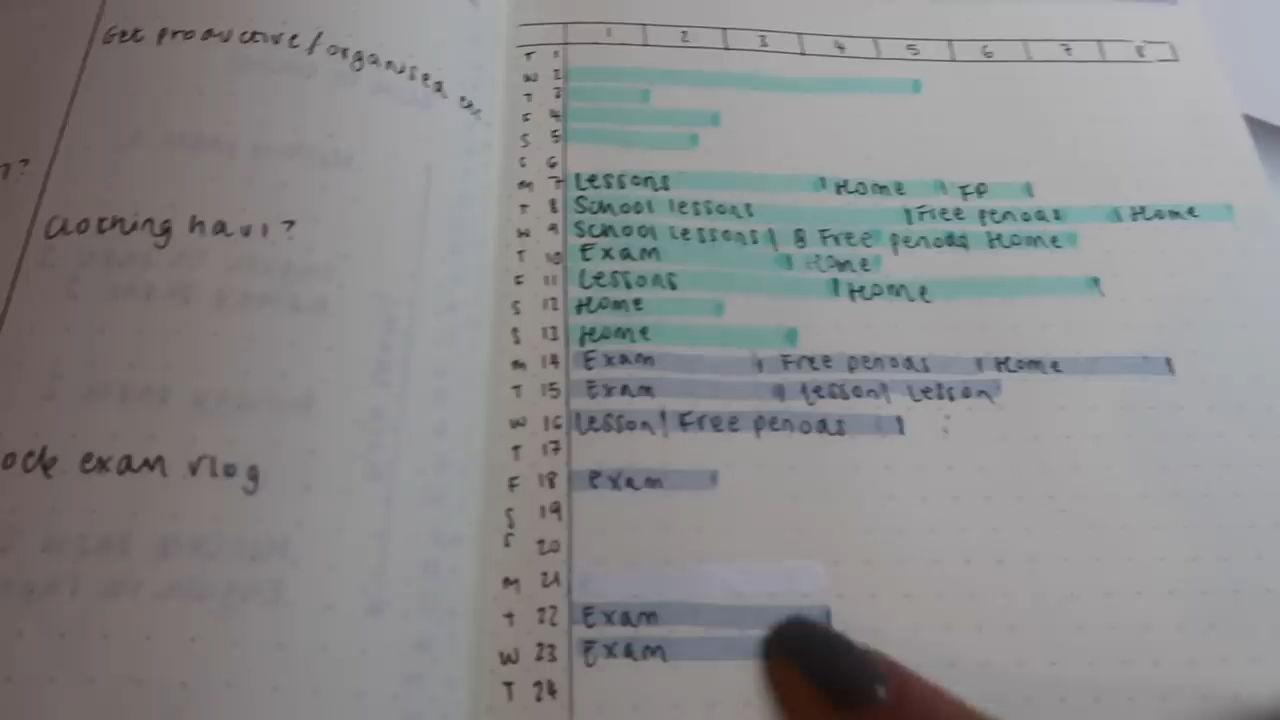 Get productive/organised
clothing haul?
exam vlog
1 2 3 4 5 6 7 8
T 1
W 2
T 3
F 4
S 5
S 6
M 7 Lessons Home FP
T 8 School lessons Free periods Home
W 9 School lessons Free periods Home
T 10 Exam Home
F 11 Lessons Home
S 12 Home
S 13 Home
M 14 Exam Free periods Home
T 15 Exam lesson lesson
W 16 lesson Free periods
T 17
F 18 Exam
S 19
S 20
M 21
T 22 Exam
W 23 Exam
T 24